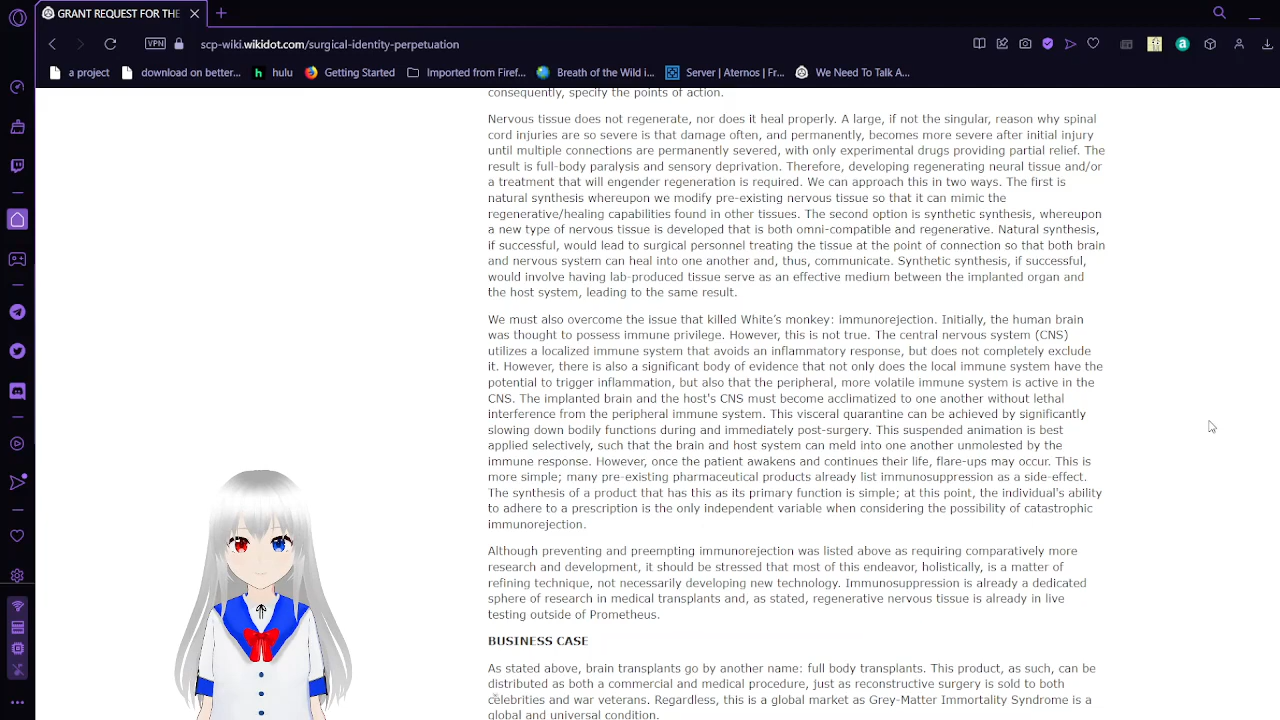 GRANT REQUEST FOR THE
VPN
scp-wiki.wikidot.com/surgical-identity-perpetuation
a project
download on better...
hulu
Getting Started
Imported from Firef...
Breath of the Wild i...
Server | Aternos | Fr...
We Need To Talk A...
consequently, specify the points of action.
Nervous tissue does not regenerate, nor does it heal properly. A large, if not the singular, reason why spinal
cord injuries are so severe is that damage often, and permanently, becomes more severe after initial injury
until multiple connections are permanently severed, with only experimental drugs providing partial relief. The
result is full-body paralysis and sensory deprivation. Therefore, developing regenerating neural tissue and/or
a treatment that will engender regeneration is required. We can approach this in two ways. The first is
natural synthesis whereupon we modify pre-existing nervous tissue so that it can mimic the
regenerative/healing capabilities found in other tissues. The second option is synthetic synthesis, whereupon
a new type of nervous tissue is developed that is both omni-compatible and regenerative. Natural synthesis,
if successful, would lead to surgical personnel treating the tissue at the point of connection so that both brain
and nervous system can heal into one another and, thus, communicate. Synthetic synthesis, if successful,
would involve having lab-produced tissue serve as an effective medium between the implanted organ and
the host system, leading to the same result.
We must also overcome the issue that killed White's monkey: immunorejection. Initially, the human brain
was thought to possess immune privilege. However, this is not true. The central nervous system (CNS)
utilizes a localized immune system that avoids an inflammatory response, but does not completely exclude
it. However, there is also a significant body of evidence that not only does the local immune system have the
potential to trigger inflammation, but also that the peripheral, more volatile immune system is active in the
CNS. The implanted brain and the host's CNS must become acclimatized to one another without lethal
interference from the peripheral immune system. This visceral quarantine can be achieved by significantly
slowing down bodily functions during and immediately post-surgery. This suspended animation is best
applied selectively, such that the brain and host system can meld into one another unmolested by the
immune response. However, once the patient awakens and continues their life, flare-ups may occur. This is
more simple; many pre-existing pharmaceutical products already list immunosuppression as a side-effect.
The synthesis of a product that has this as its primary function is simple; at this point, the individual's ability
to adhere to a prescription is the only independent variable when considering the possibility of catastrophic
immunorejection.
Although preventing and preempting immunorejection was listed above as requiring comparatively more
research and development, it should be stressed that most of this endeavor, holistically, is a matter of
refining technique, not necessarily developing new technology. Immunosuppression is already a dedicated
sphere of research in medical transplants and, as stated, regenerative nervous tissue is already in live
testing outside of Prometheus.
BUSINESS CASE
As stated above, brain transplants go by another name: full body transplants. This product, as such, can be
distributed as both a commercial and medical procedure, just as reconstructive surgery is sold to both
celebrities and war veterans. Regardless, this is a global market as Grey-Matter Immortality Syndrome is a
global and universal condition.